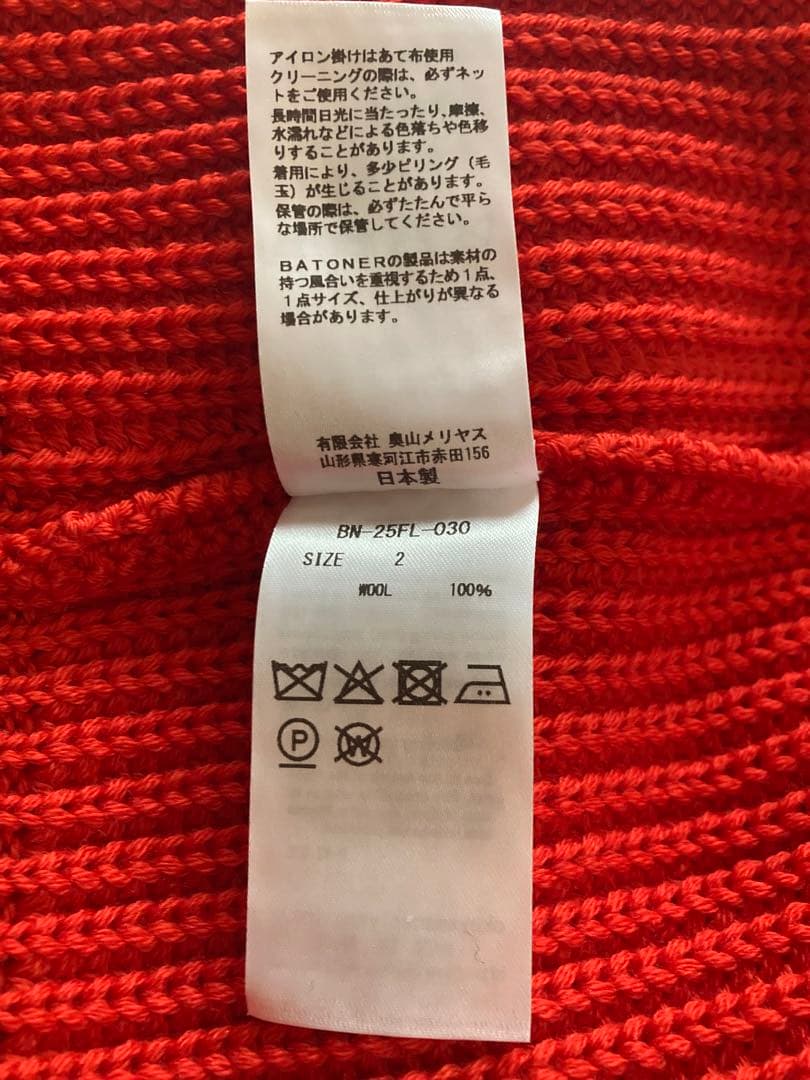 アイロン掛けはあて布使用
クリーニングの際は、必ずネッ
トをご使用ください。
長時間日光に当たったり、摩擦、
水濡れなどによる色落ちや色移
りすることがあります。
着用により、多少ピリング（毛
玉）が生じることがあります。
保管の際は、必ずたたんで平ら
な場所で保管してください。
BATONERの製品は素材の
持つ風合いを重視するため1点、
1点サイズ、仕上がりが異なる
場合があります。
有限会社 奥山メリヤス
山形県寒河江市赤田156
日本製
BN-25FL-030
SIZE 2
WOOL 100%
P
W